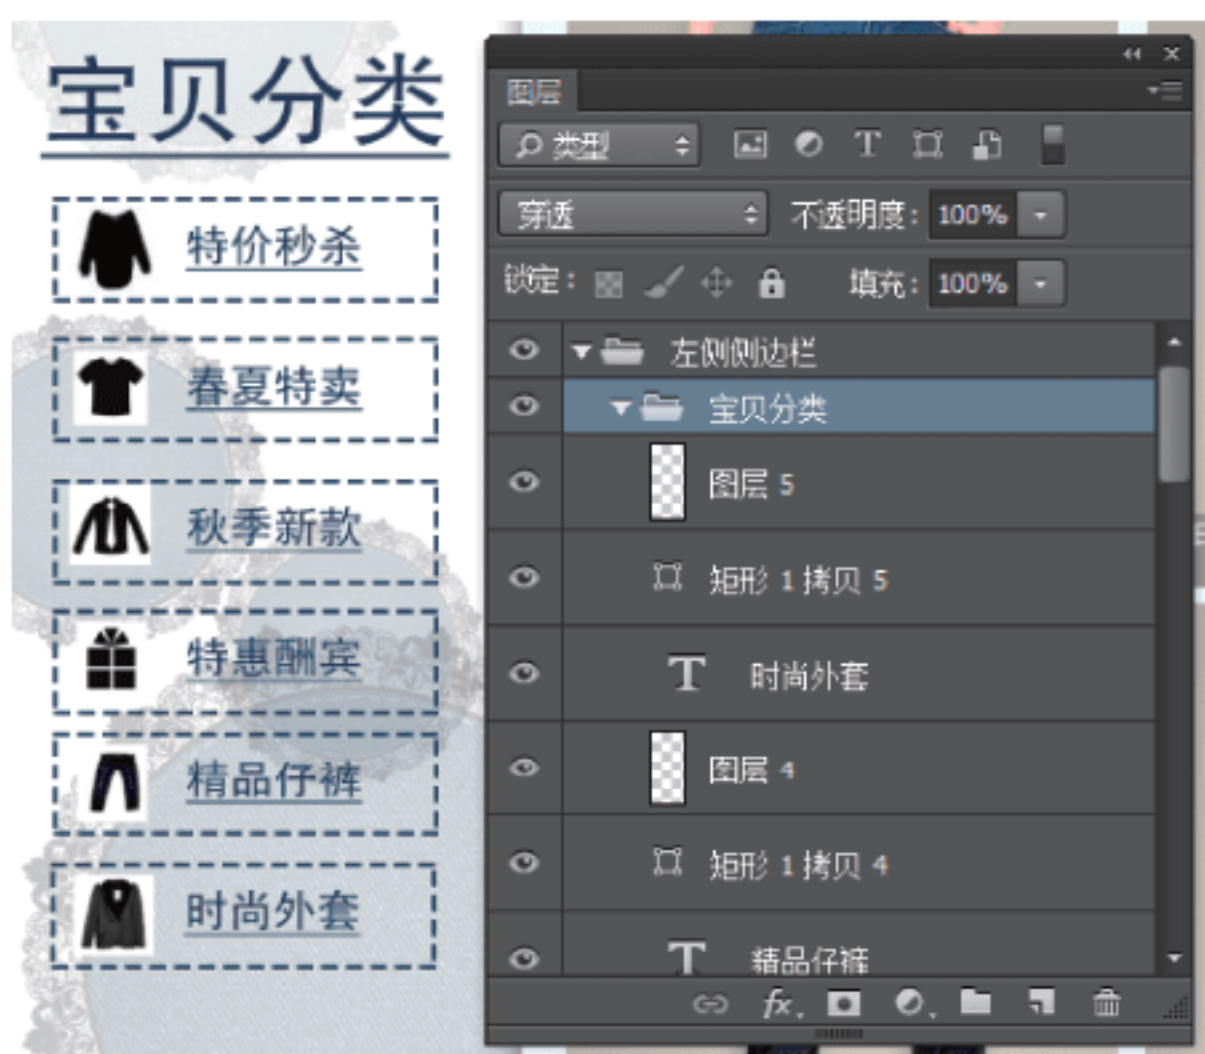 宝贝分类
特价秒杀
春夏特卖
秋季新款
特惠酬宾
精品仔裤
时尚外套
图层
类型
穿透 不透明度: 100%
锁定: 填充: 100%
左侧侧边栏
宝贝分类
图层 5
矩形 1 拷贝 5
T 时尚外套
图层 4
矩形 1 拷贝 4
T 精品仔裤
fx.